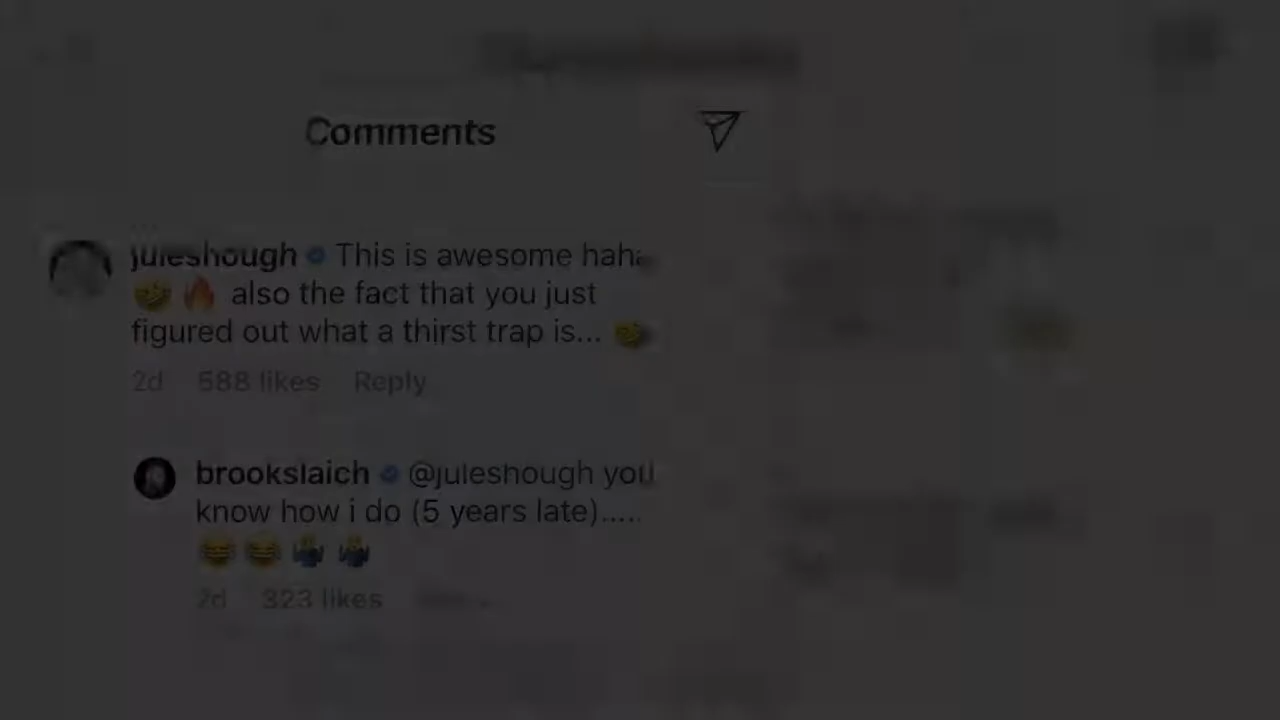 Comments
juleshough This is awesome haha
🤣 🔥 also the fact that you just
figured out what a thirst trap is... 🤣
2d 588 likes Reply
brookslaich @juleshough you
know how i do (5 years late).....
😂 😂 🤷‍♂️ 🤷‍♂️
2d 323 likes